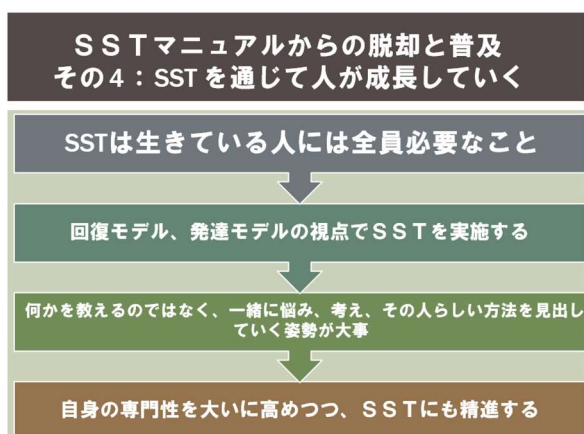 ＳＳＴマニュアルからの脱却と普及
その4：SSTを通じて人が成長していく
SSTは生きている人には全員必要なこと
回復モデル、発達モデルの視点でＳＳＴを実施する
何かを教えるのではなく、一緒に悩み、考え、その人らしい方法を見出し
ていく姿勢が大事
自身の専門性を大いに高めつつ、ＳＳＴにも精進する